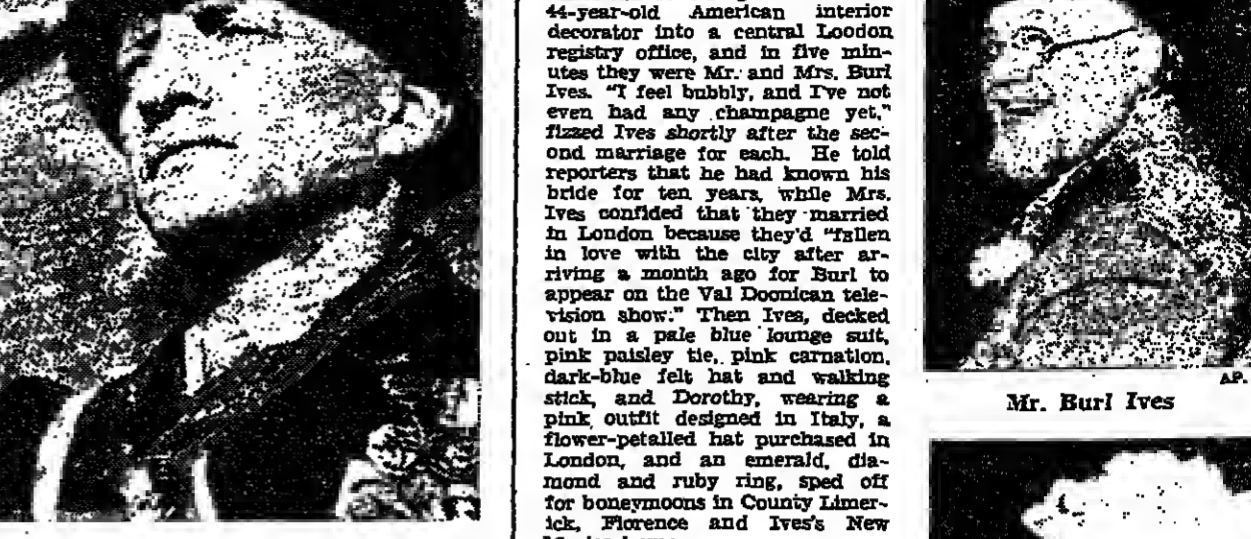 44-year-old American interior
decorator into a central Loodon
registry office, and in five min-
utes they were Mr. and Mrs. Burl
Ives. "I feel bubbly, and I've not
even had any champagne yet,"
fizzed Ives shortly after the sec-
ond marriage for each. He told
reporters that he had known his
bride for ten years, while Mrs.
Ives confided that they married
in London because they'd "fallen
in love with the city after ar-
riving a month ago for Burl to
appear on the Val Doonican tele-
vision show." Then Ives, decked
out in a pale blue lounge suit,
pink paisley tie, pink carnation,
dark-blue felt hat and walking
stick, and Dorothy, wearing a
pink outfit designed in Italy, a
flower-petalled hat purchased in
London, and an emerald, dia-
mond and ruby ring, sped off
for honeymoons in County Limer-
ick, Florence and Ives's New
AP.
Mr. Burl Ives